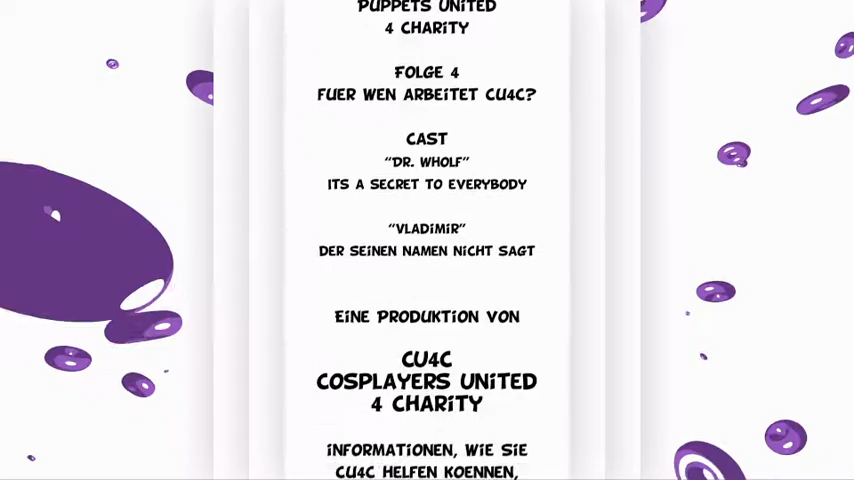 PUPPETS UNITED
4 CHARITY
FOLGE 4
FUER WEN ARBEITET CU4C?
CAST
"DR. WHOLF"
ITS A SECRET TO EVERYBODY
"VLADIMIR"
DER SEINEN NAMEN NICHT SAGT
EINE PRODUKTION VON
CU4C
COSPLAYERS UNITED
4 CHARITY
INFORMATIONEN, WIE SIE
CU4C HELFEN KOENNEN,